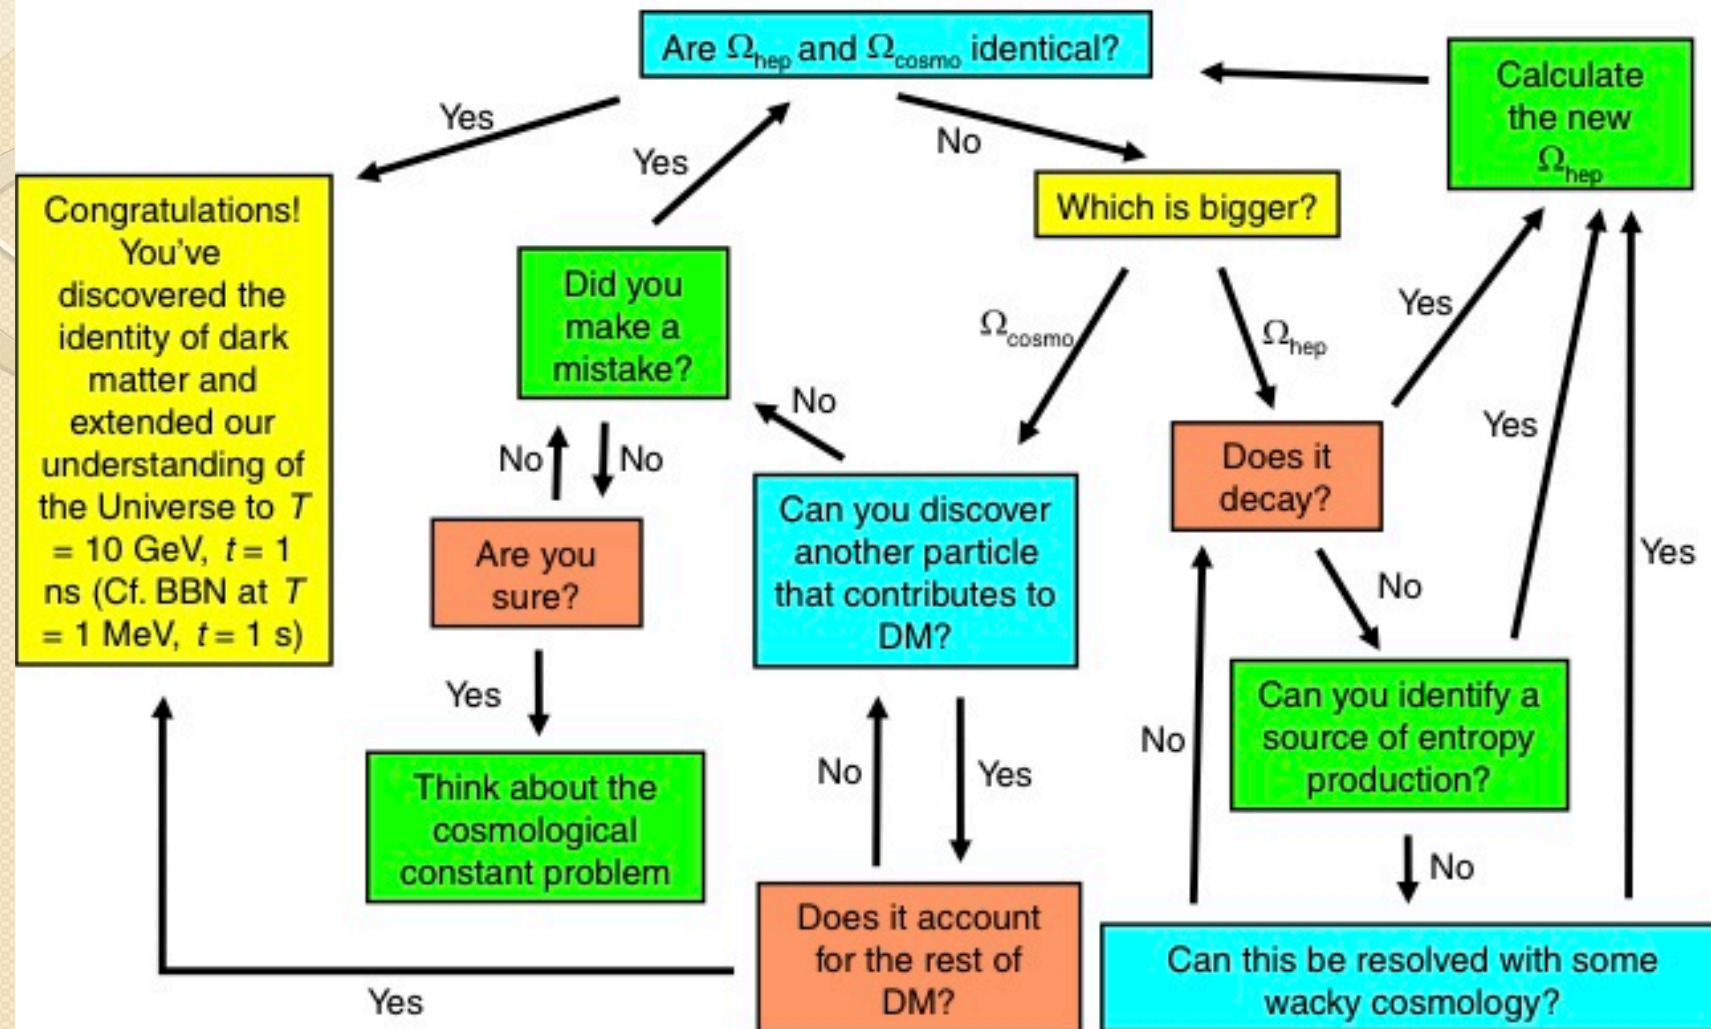 Are Ωhep and Ωcosmo identical?
Calculate
the new
Ωhep
Yes
Yes
No
Which is bigger?
Congratulations!
You've
discovered the
identity of dark
matter and
extended our
understanding of
the Universe to T
= 10 GeV, t = 1
ns (Cf. BBN at T
= 1 MeV, t = 1 s)
Did you
make a
mistake?
Ωcosmo
Ωhep
Yes
No
No
No
Yes
Does it
decay?
Can you discover
another particle
that contributes to
DM?
Are you
sure?
Yes
No
Yes
Can you identify a
source of entropy
production?
No
No
Yes
Think about the
cosmological
constant problem
No
Does it account
for the rest of
DM?
Can this be resolved with some
wacky cosmology?
Yes